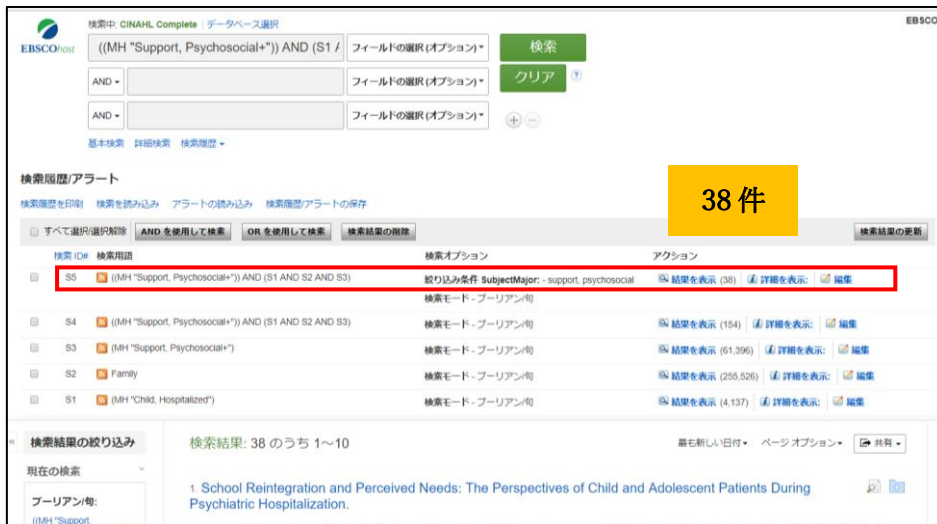 検索中: CINAHL Complete | データベース選択
EBSCO
EBSCOhost
((MH "Support, Psychosocial+")) AND (S1 A
フィールドの選択 (オプション)
検索
AND
フィールドの選択 (オプション)
クリア
?
AND
フィールドの選択 (オプション)
基本検索 詳細検索 検索履歴
検索履歴/アラート
38 件
検索履歴を印刷 検索を読み込み アラートの読み込み 検索履歴/アラートの保存
すべて選択/選択解除 AND を使用して検索 OR を使用して検索 検索結果の削除 検索結果の更新
検索 ID# 検索用語 検索オプション アクション
S5 ((MH "Support, Psychosocial+")) AND (S1 AND S2 AND S3) 絞り込み条件 SubjectMajor: - support, psychosocial 結果を表示 (38) 詳細を表示: 編集
検索モード - ブーリアン/句
S4 ((MH "Support, Psychosocial+")) AND (S1 AND S2 AND S3) 検索モード - ブーリアン/句 結果を表示 (154) 詳細を表示: 編集
S3 (MH "Support, Psychosocial+") 検索モード - ブーリアン/句 結果を表示 (61,396) 詳細を表示: 編集
S2 Family 検索モード - ブーリアン/句 結果を表示 (255,526) 詳細を表示: 編集
S1 (MH "Child, Hospitalized") 検索モード - ブーリアン/句 結果を表示 (4,137) 詳細を表示: 編集
« 検索結果の絞り込み 検索結果: 38 のうち 1～10 最も新しい日付 ページ オプション 共有
現在の検索
ブーリアン/句:
((MH "Support,
1. School Reintegration and Perceived Needs: The Perspectives of Child and Adolescent Patients During
Psychiatric Hospitalization.